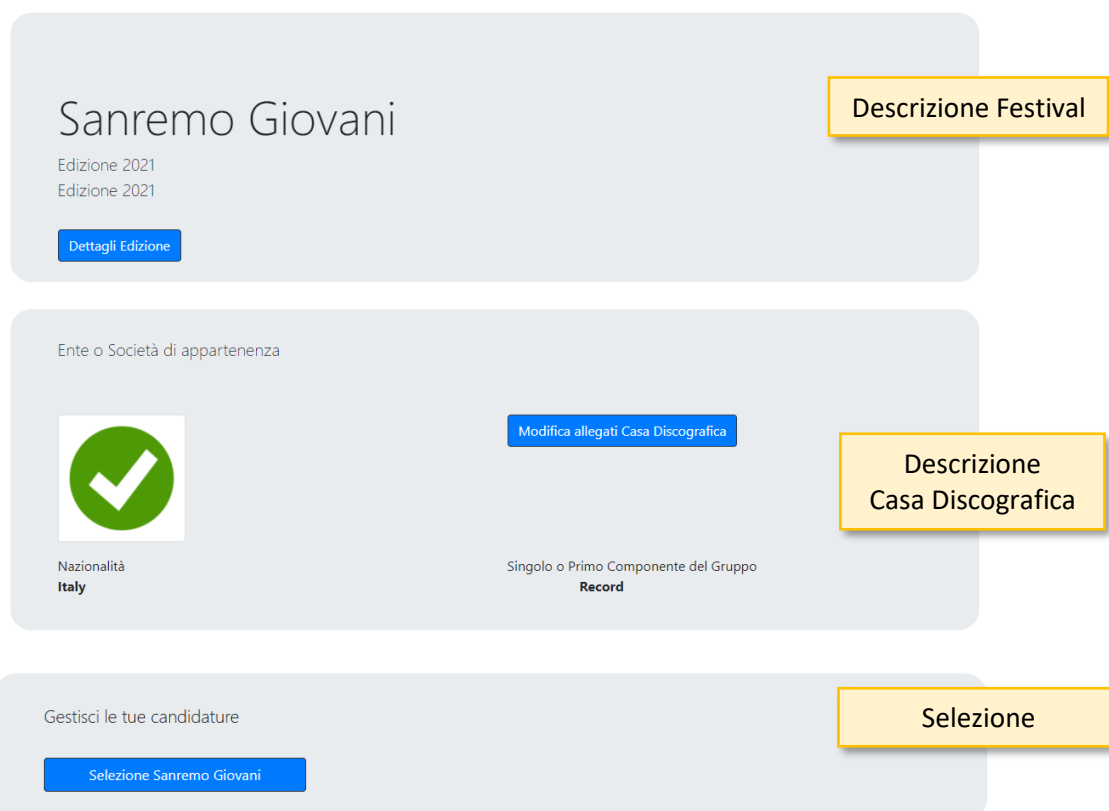 Descrizione Festival
Sanremo Giovani
Edizione 2021
Edizione 2021
Dettagli Edizione
Ente o Società di appartenenza
Modifica allegati Casa Discografica
Descrizione
Casa Discografica
Nazionalità
Italy
Singolo o Primo Componente del Gruppo
Record
Selezione
Gestisci le tue candidature
Selezione Sanremo Giovani